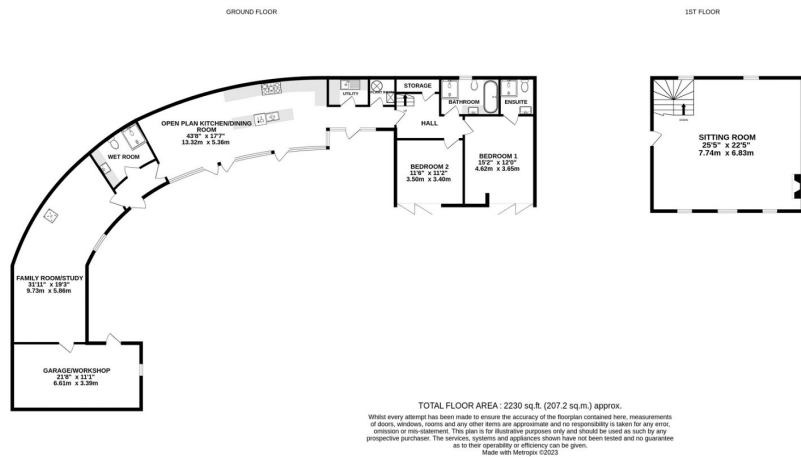 GROUND FLOOR
1ST FLOOR
STORAGE
UTILITY
BATHROOM
ENSUITE
OPEN PLAN KITCHEN/DINING
ROOM
43'8" x 17'7"
13.32m x 5.36m
HALL
WET ROOM
BEDROOM 2
11'6" x 11'2"
3.50m x 3.40m
BEDROOM 1
15'2" x 12'0"
4.62m x 3.65m
SITTING ROOM
25'5" x 22'5"
7.74m x 6.83m
FAMILY ROOM/STUDY
31'11" x 19'3"
9.73m x 5.86m
GARAGE/WORKSHOP
21'8" x 11'1"
6.61m x 3.39m
TOTAL FLOOR AREA : 2230 sq.ft. (207.2 sq.m.) approx.
Whilst every attempt has been made to ensure the accuracy of the floorplan contained here, measurements
of doors, windows, rooms and any other items are approximate and no responsibility is taken for any error,
omission or mis-statement. This plan is for illustrative purposes only and should be used as such by any
prospective purchaser. The services, systems and appliances shown have not been tested and no guarantee
as to their operability or efficiency can be given.
Made with Metropix ©2023